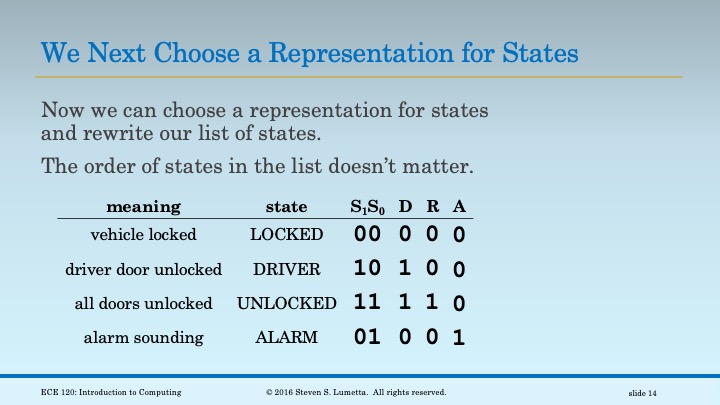 We Next Choose a Representation for States
Now we can choose a representation for states
and rewrite our list of states.
The order of states in the list doesn’t matter.
meaning state S₁S₀ D R A
vehicle locked LOCKED 00 0 0 0
driver door unlocked DRIVER 10 1 0 0
all doors unlocked UNLOCKED 11 1 1 0
alarm sounding ALARM 01 0 0 1
ECE 120: Introduction to Computing © 2016 Steven S. Lumetta. All rights reserved. slide 14